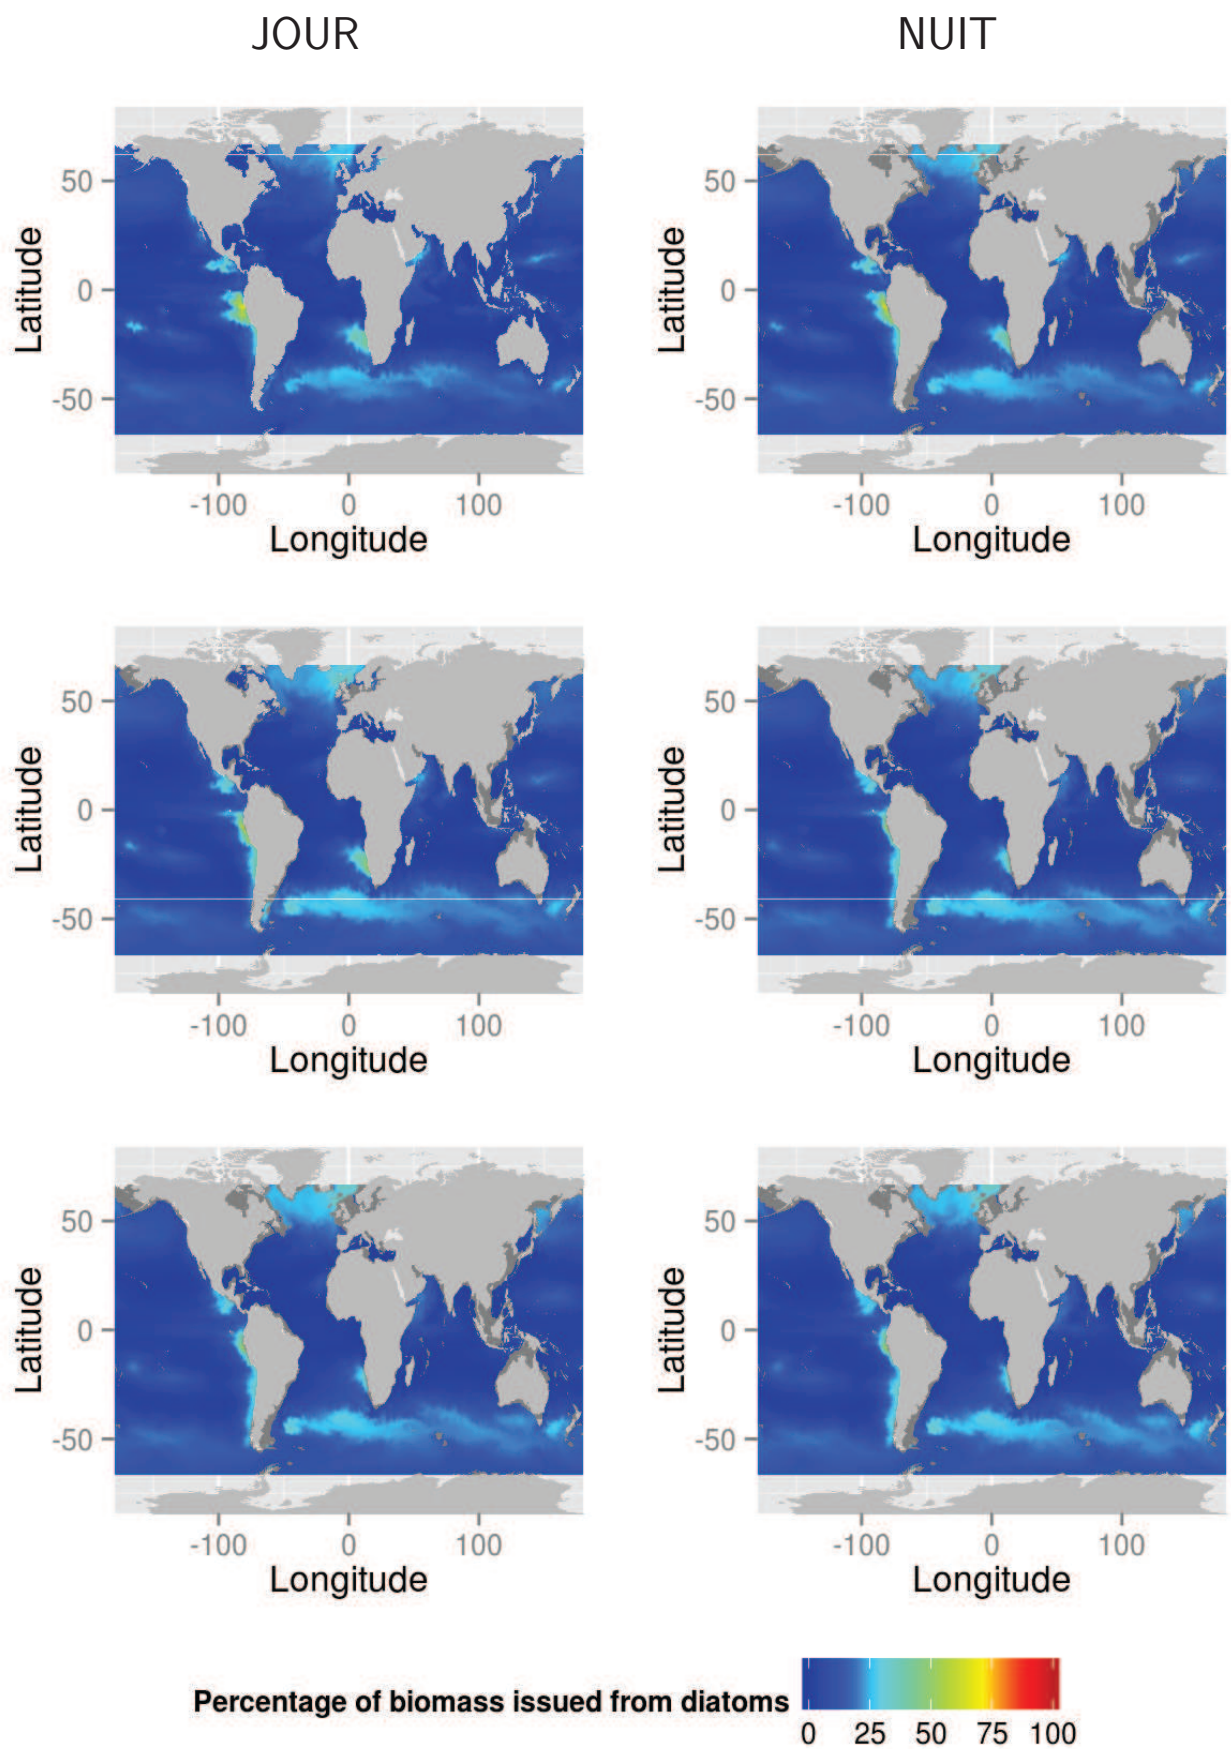 JOUR NUIT
50 50
0 0
-50 -50
Latitude Latitude
-100 0 100 -100 0 100
Longitude Longitude
50 50
0 0
-50 -50
Latitude Latitude
-100 0 100 -100 0 100
Longitude Longitude
50 50
0 0
-50 -50
Latitude Latitude
-100 0 100 -100 0 100
Longitude Longitude
Percentage of biomass issued from diatoms
0 25 50 75 100